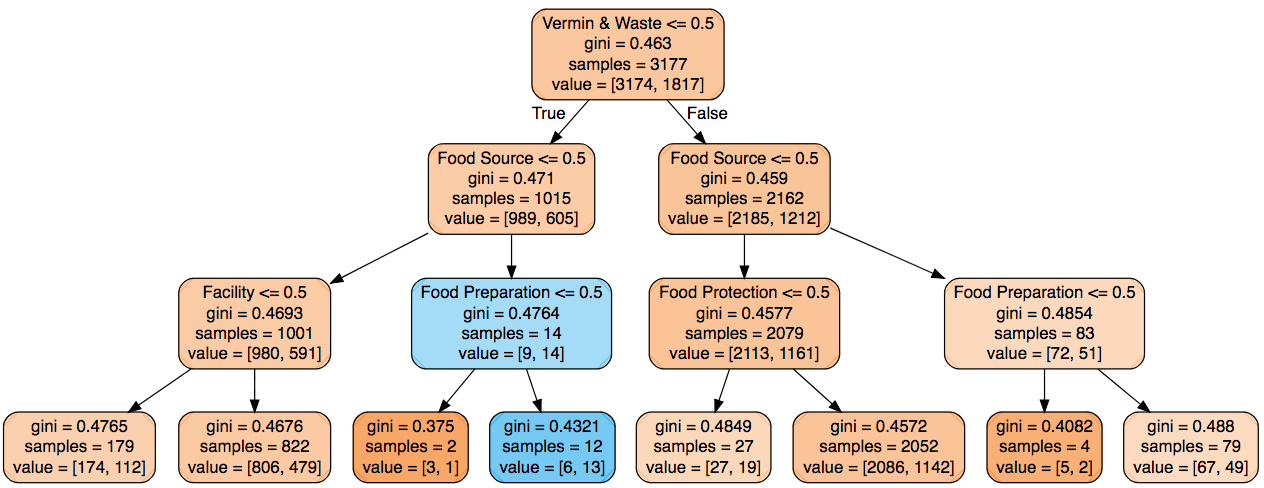 Vermin & Waste <= 0.5
gini = 0.463
samples = 3177
value = [3174, 1817]
True
False
Food Source <= 0.5
gini = 0.471
samples = 1015
value = [989, 605]
Food Source <= 0.5
gini = 0.459
samples = 2162
value = [2185, 1212]
Facility <= 0.5
gini = 0.4693
samples = 1001
value = [980, 591]
Food Preparation <= 0.5
gini = 0.4764
samples = 14
value = [9, 14]
Food Protection <= 0.5
gini = 0.4577
samples = 2079
value = [2113, 1161]
Food Preparation <= 0.5
gini = 0.4854
samples = 83
value = [72, 51]
gini = 0.4765
samples = 179
value = [174, 112]
gini = 0.4676
samples = 822
value = [806, 479]
gini = 0.375
samples = 2
value = [3, 1]
gini = 0.4321
samples = 12
value = [6, 13]
gini = 0.4849
samples = 27
value = [27, 19]
gini = 0.4572
samples = 2052
value = [2086, 1142]
gini = 0.4082
samples = 4
value = [5, 2]
gini = 0.488
samples = 79
value = [67, 49]